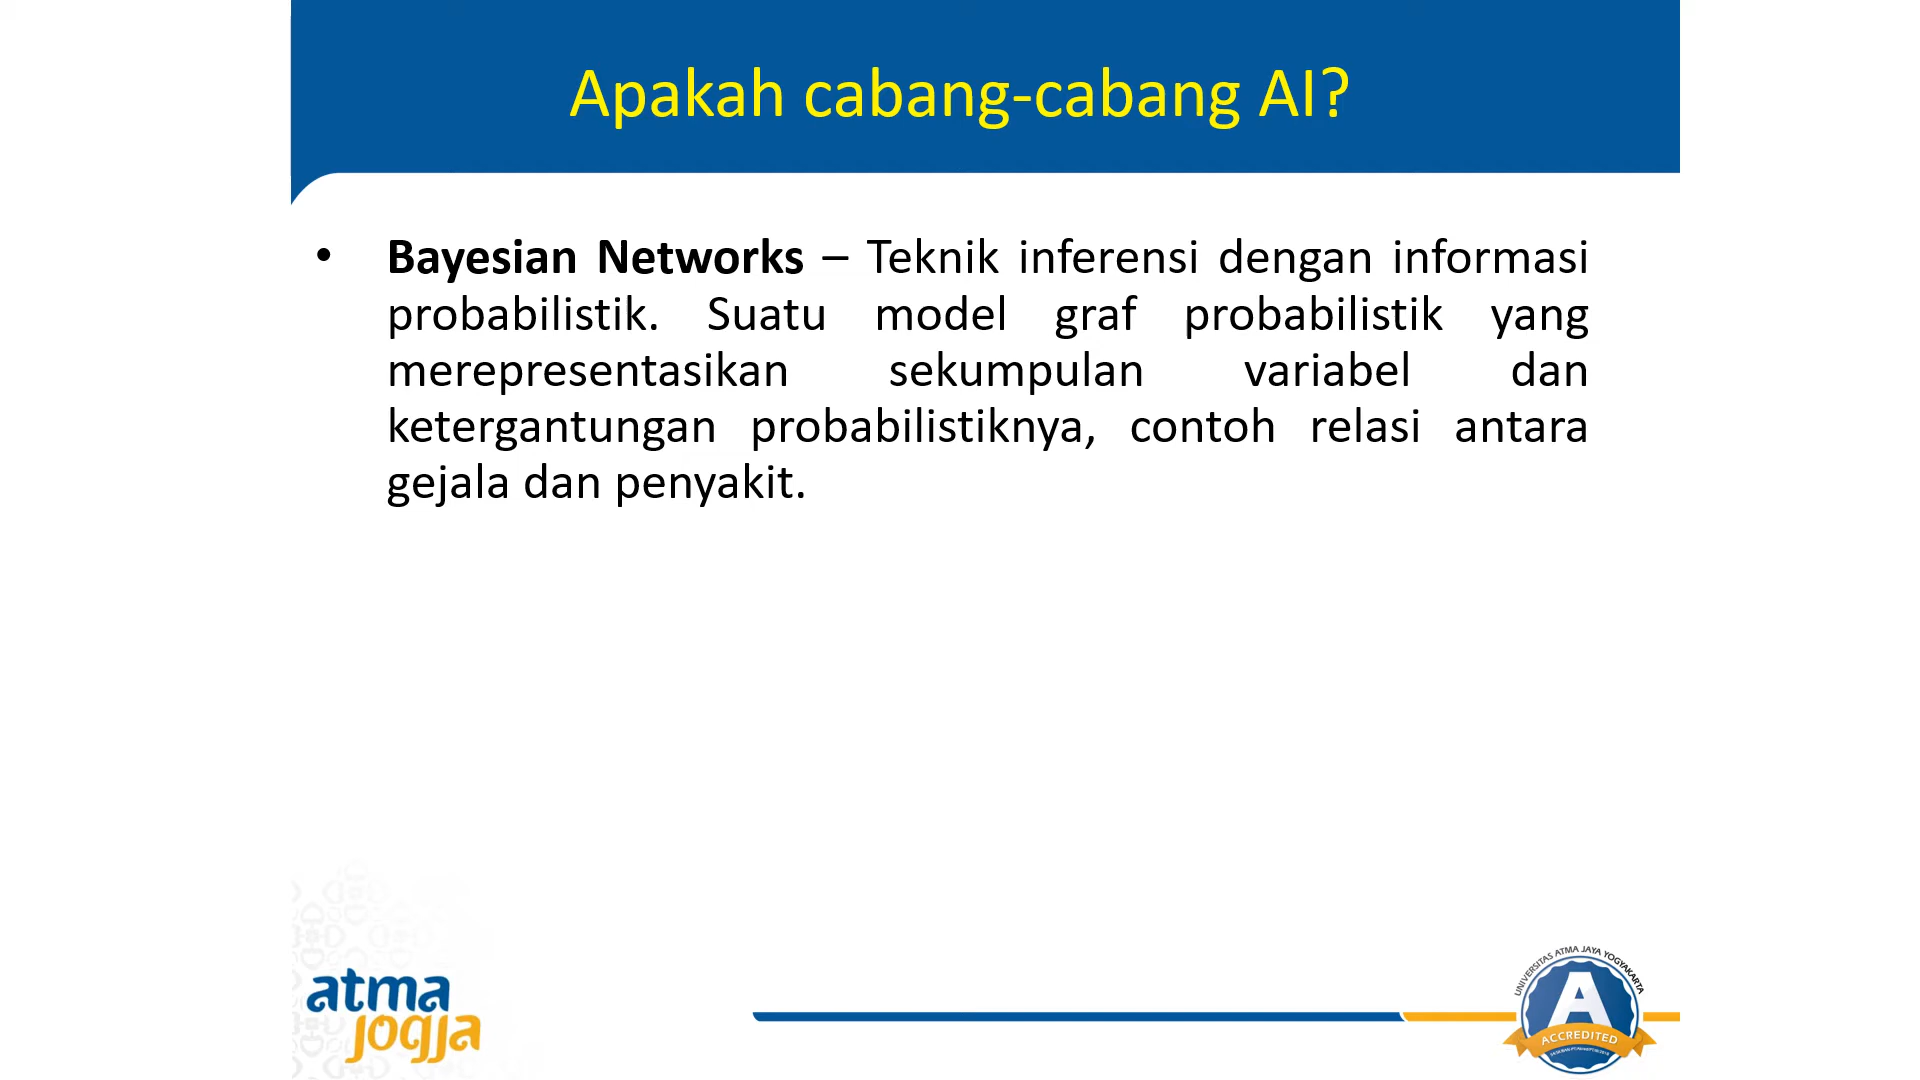 Apakah cabang-cabang AI?
• Bayesian Networks – Teknik inferensi dengan informasi
probabilistik. Suatu model graf probabilistik yang
merepresentasikan sekumpulan variabel dan
ketergantungan probabilistiknya, contoh relasi antara
gejala dan penyakit.
atma
jogja
UNIVERSITAS ATMA JAYA YOGYAKARTA
A
ACCREDITED